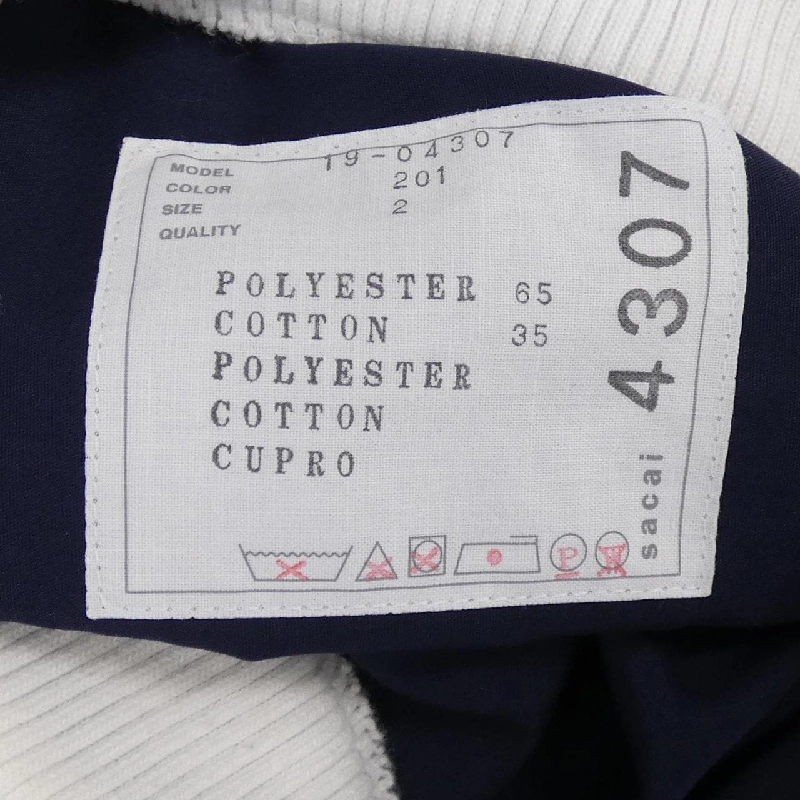 MODEL 19-04307
COLOR 201
SIZE 2
QUALITY
POLYESTER 65
COTTON 35
POLYESTER
COTTON
CUPRO
P W
sacai 4307